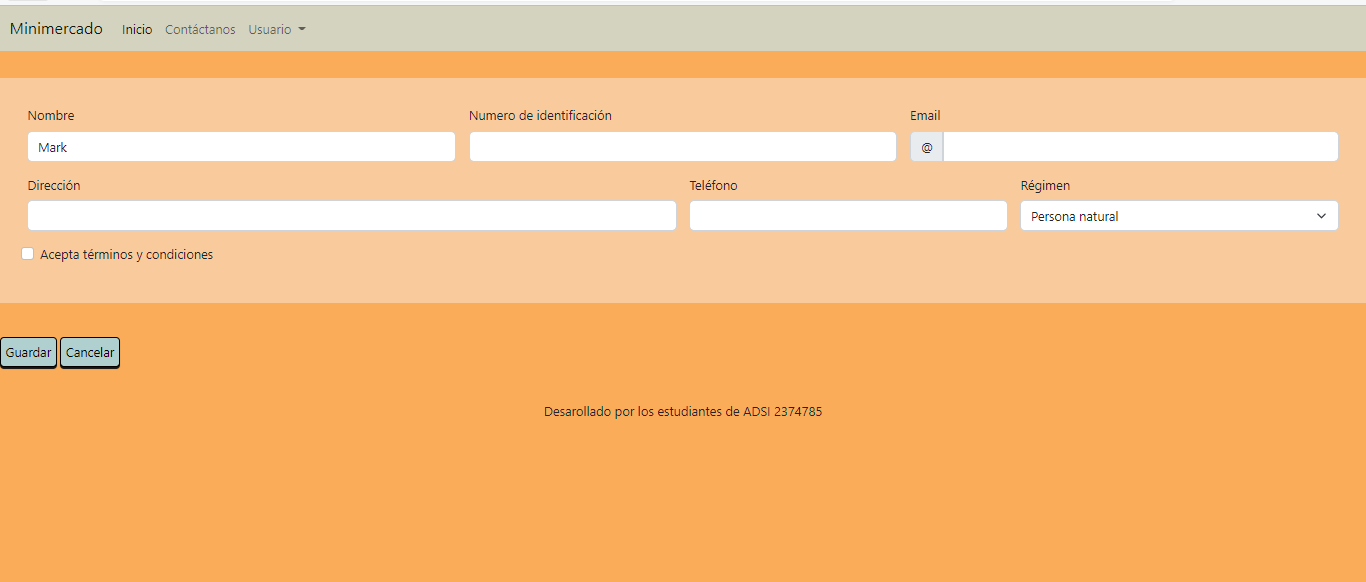 Minimercado Inicio Contáctanos Usuario
Nombre Numero de identificación Email
Mark @
Dirección Teléfono Régimen
Persona natural
Acepta términos y condiciones
Guardar Cancelar
Desarollado por los estudiantes de ADSI 2374785